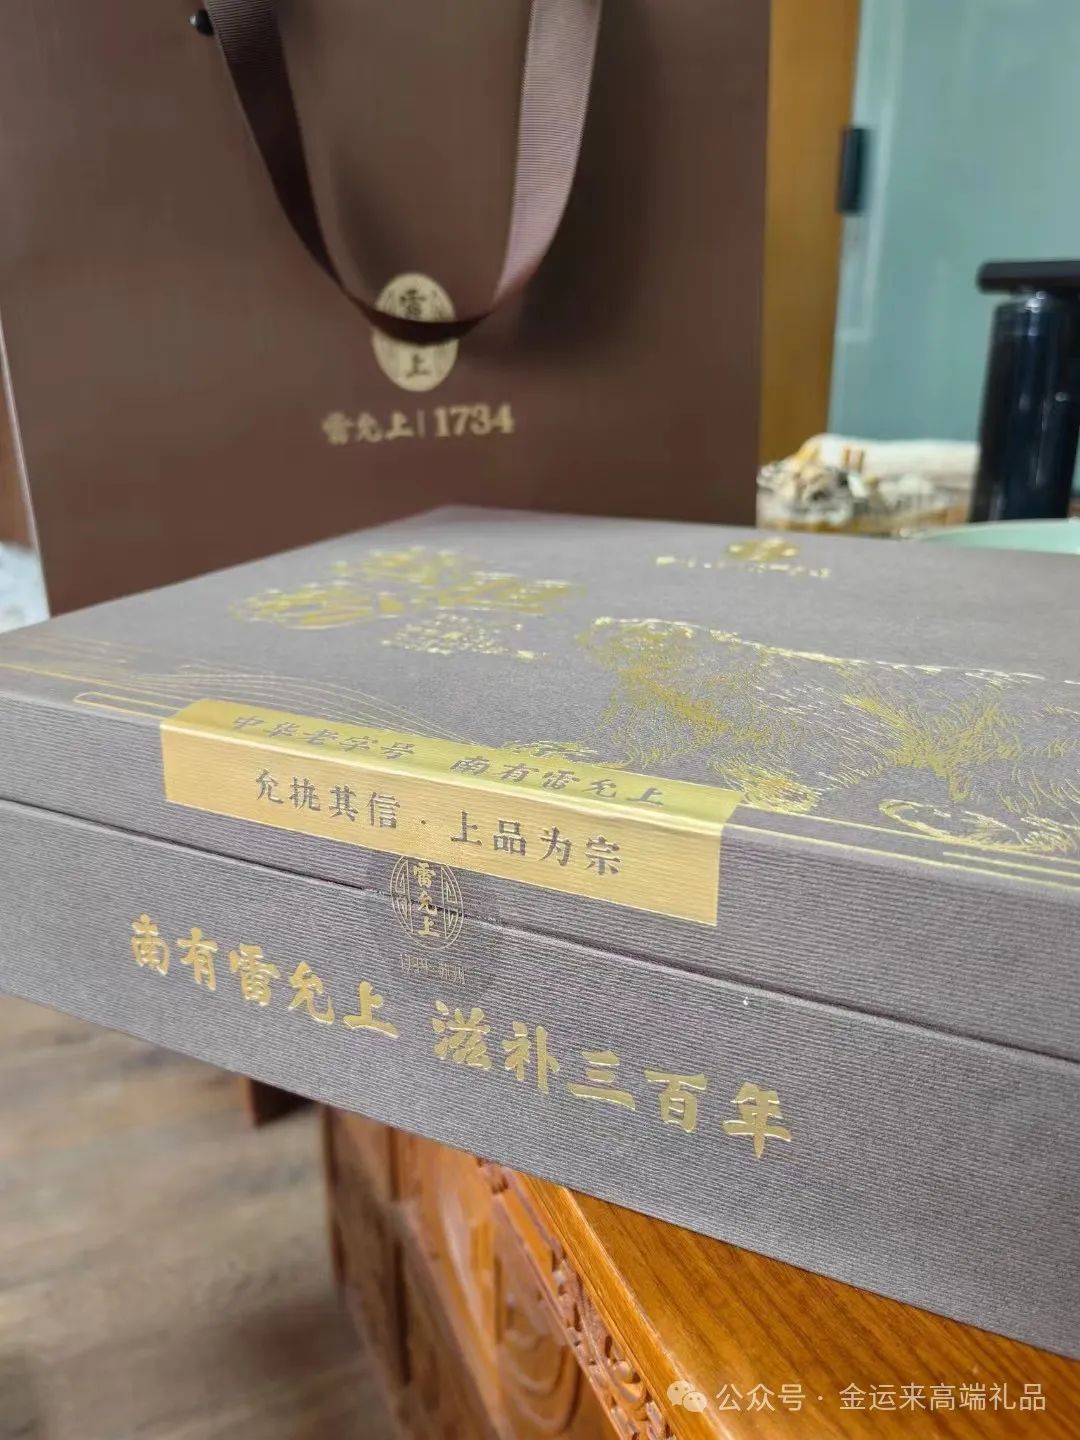 雷允上
雷允上|1734
中华老字号 南有雷允上
允执其信·上品为宗
雷允上
南有雷允上 滋补三百年
公众号·金运来高端礼品